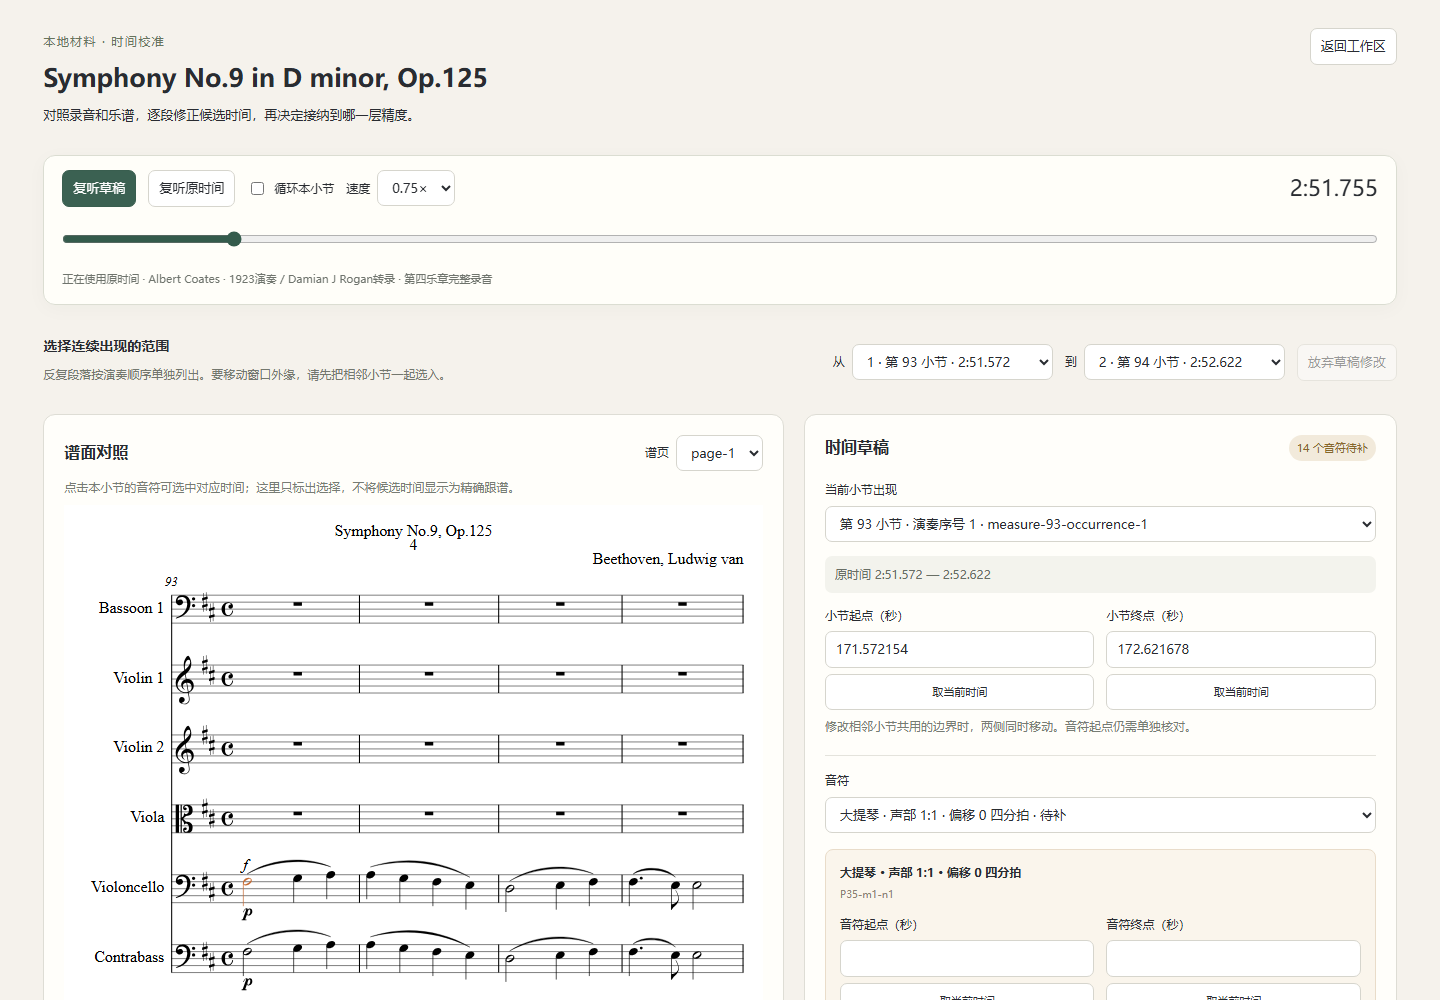 本地材料 · 时间校准
返回工作区
Symphony No.9 in D minor, Op.125
对照录音和乐谱，逐段修正候选时间，再决定接纳到哪一层精度。
复听草稿 复听原时间 循环本小节 速度 0.75× 2:51.755
正在使用原时间 · Albert Coates · 1923演奏 / Damian J Rogan转录 · 第四乐章完整录音
选择连续出现的范围
反复段落按演奏顺序单独列出。要移动窗口外缘，请先把相邻小节一起选入。
从 1 · 第 93 小节 · 2:51.572 到 2 · 第 94 小节 · 2:52.622 放弃草稿修改
谱面对照
谱页 page-1
点击本小节的音符可选中对应时间；这里只标出选择，不将候选时间显示为精确跟谱。
Symphony No.9, Op.125
4
Beethoven, Ludwig van
93
Bassoon 1
Violin 1
Violin 2
Viola
f
Violoncello
p
Contrabass
p
时间草稿
14 个音符待补
当前小节出现
第 93 小节 · 演奏序号 1 · measure-93-occurrence-1
原时间 2:51.572 — 2:52.622
小节起点（秒） 小节终点（秒）
171.572154 172.621678
取当前时间 取当前时间
修改相邻小节共用的边界时，两侧同时移动。音符起点仍需单独核对。
音符
大提琴 · 声部 1:1 · 偏移 0 四分拍 · 待补
大提琴 • 声部 1:1 • 偏移 0 四分拍
P35-m1-n1
音符起点（秒） 音符终点（秒）
取当前时间 取当前时间